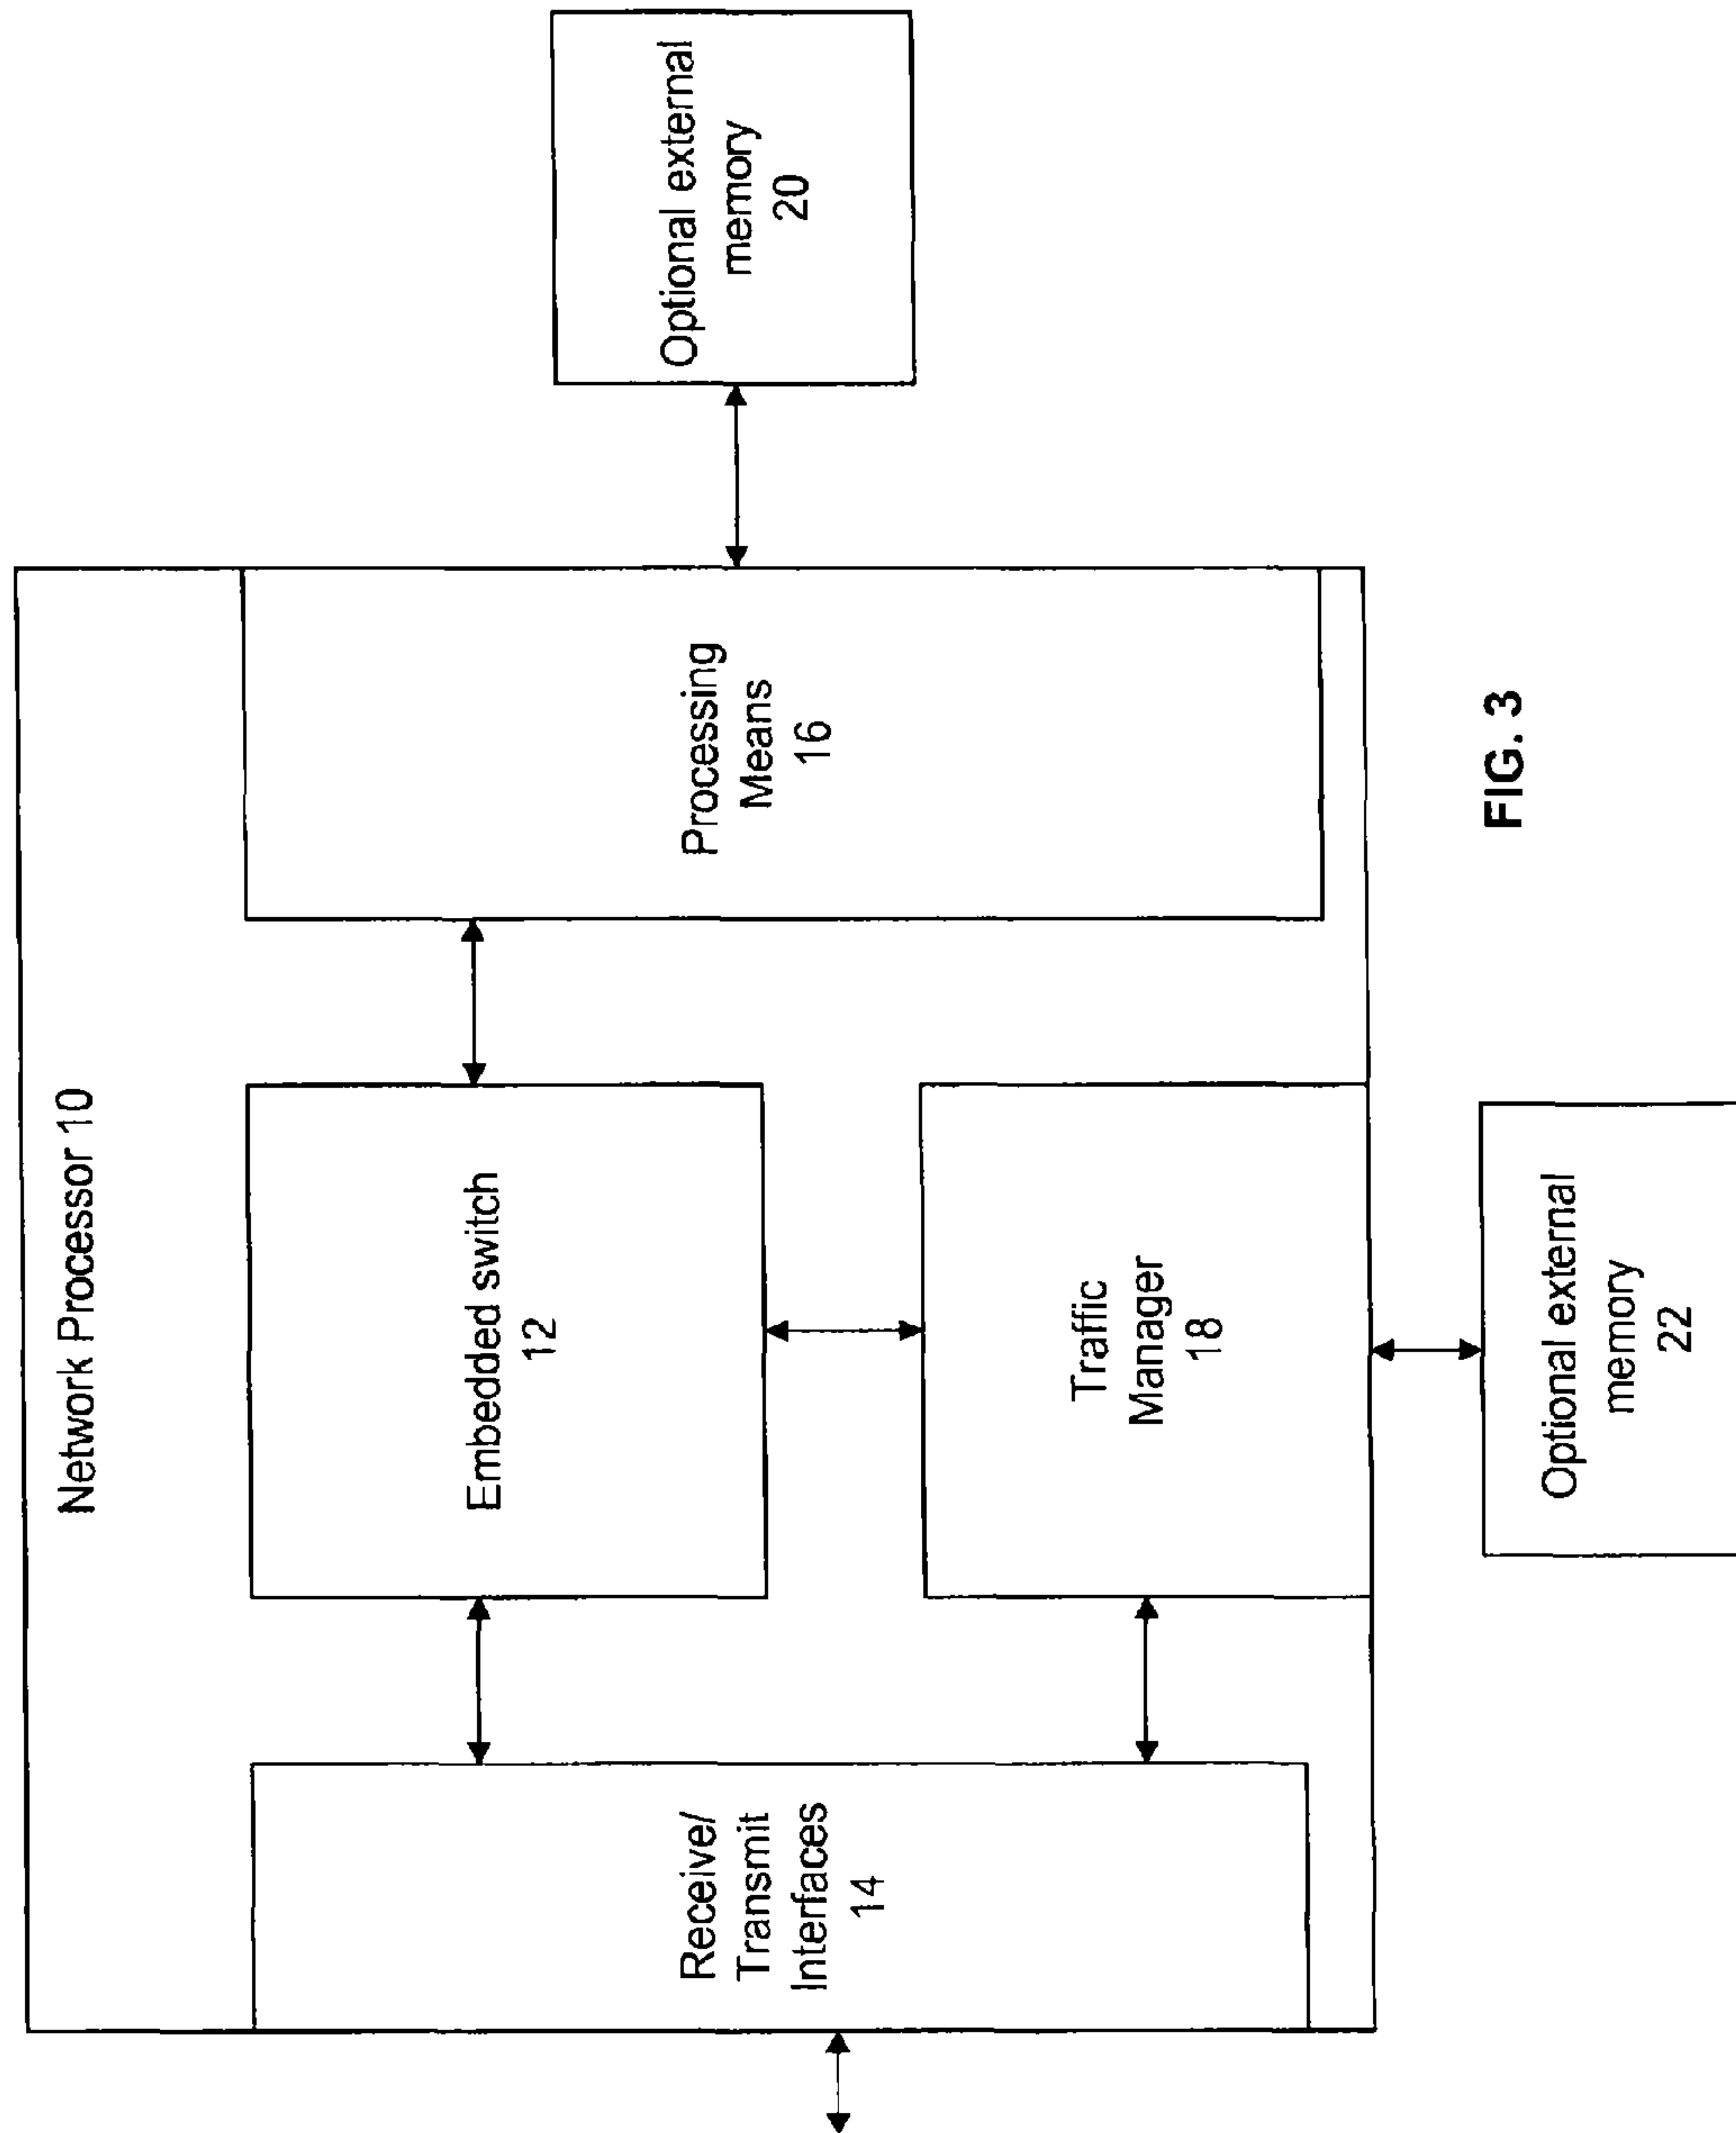 Network Processor 10
Receive/
Transmit
Interfaces
14
Embedded switch
12
Processing
Means
16
Traffic
Manager
18
Optional external
memory
20
Optional external
memory
22
FIG. 3